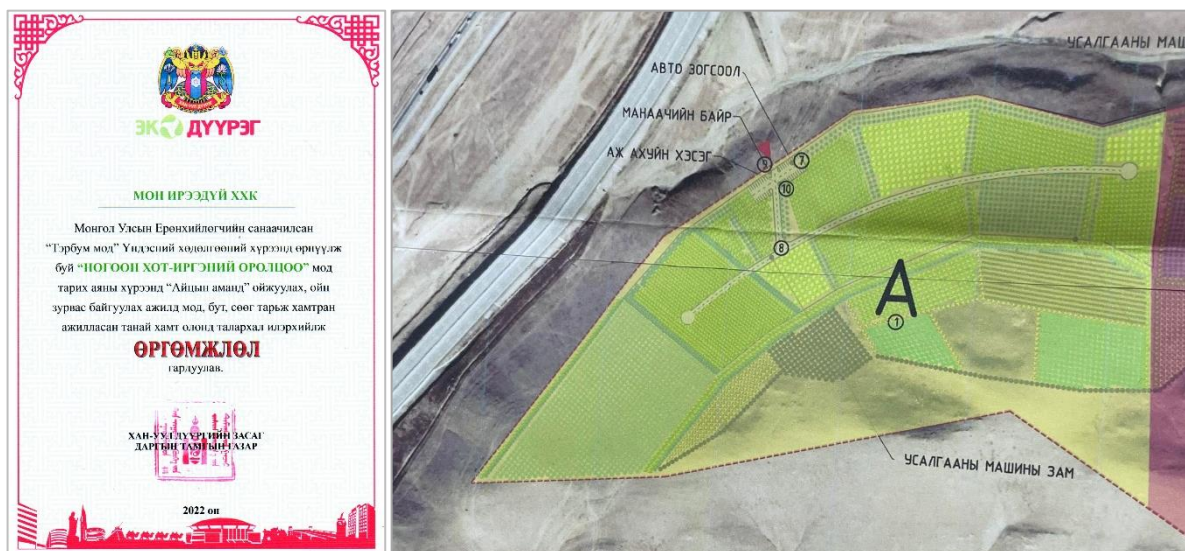 ЭКО ДҮҮРЭГ
МОН ИРЭЭДҮЙ ХХК
Монгол Улсын Ерөнхийлөгчийн санаачилсан
“Тэрбум мод” Үндэсний хөдөлгөөний хүрээнд өрнүүлж
буй “НОГООН ХОТ-ИРГЭНИЙ ОРОЛЦОО” мод
тарих аяны хүрээнд “Айцын аманд” ойжуулах, ойн
зурвас байгуулах ажилд мод, бут, сөөг тарьж хамтран
ажилласан танай хамт олонд талархал илэрхийлж
ӨРГӨМЖЛӨЛ
гардуулав.
ХАН-УУЛ ДҮҮРГИЙН ЗАСАГ
ДАРГЫН ТАМГЫН ГАЗАР
2022 он
УСАЛГААНЫ МАШ
АВТО ЗОГСООЛ
МАНААЧИЙН БАЙР
АЖ АХУЙН ХЭСЭГ
9
7
10
8
А
1
УСАЛГААНЫ МАШИНЫ ЗАМ